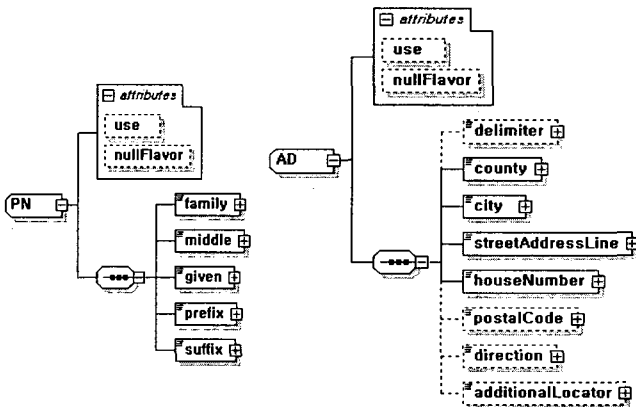 PN
attributes
use
nullFlavor
family
middle
given
prefix
suffix
AD
attributes
use
nullFlavor
delimiter
county
city
streetAddressLine
houseNumber
postalCode
direction
additionalLocator